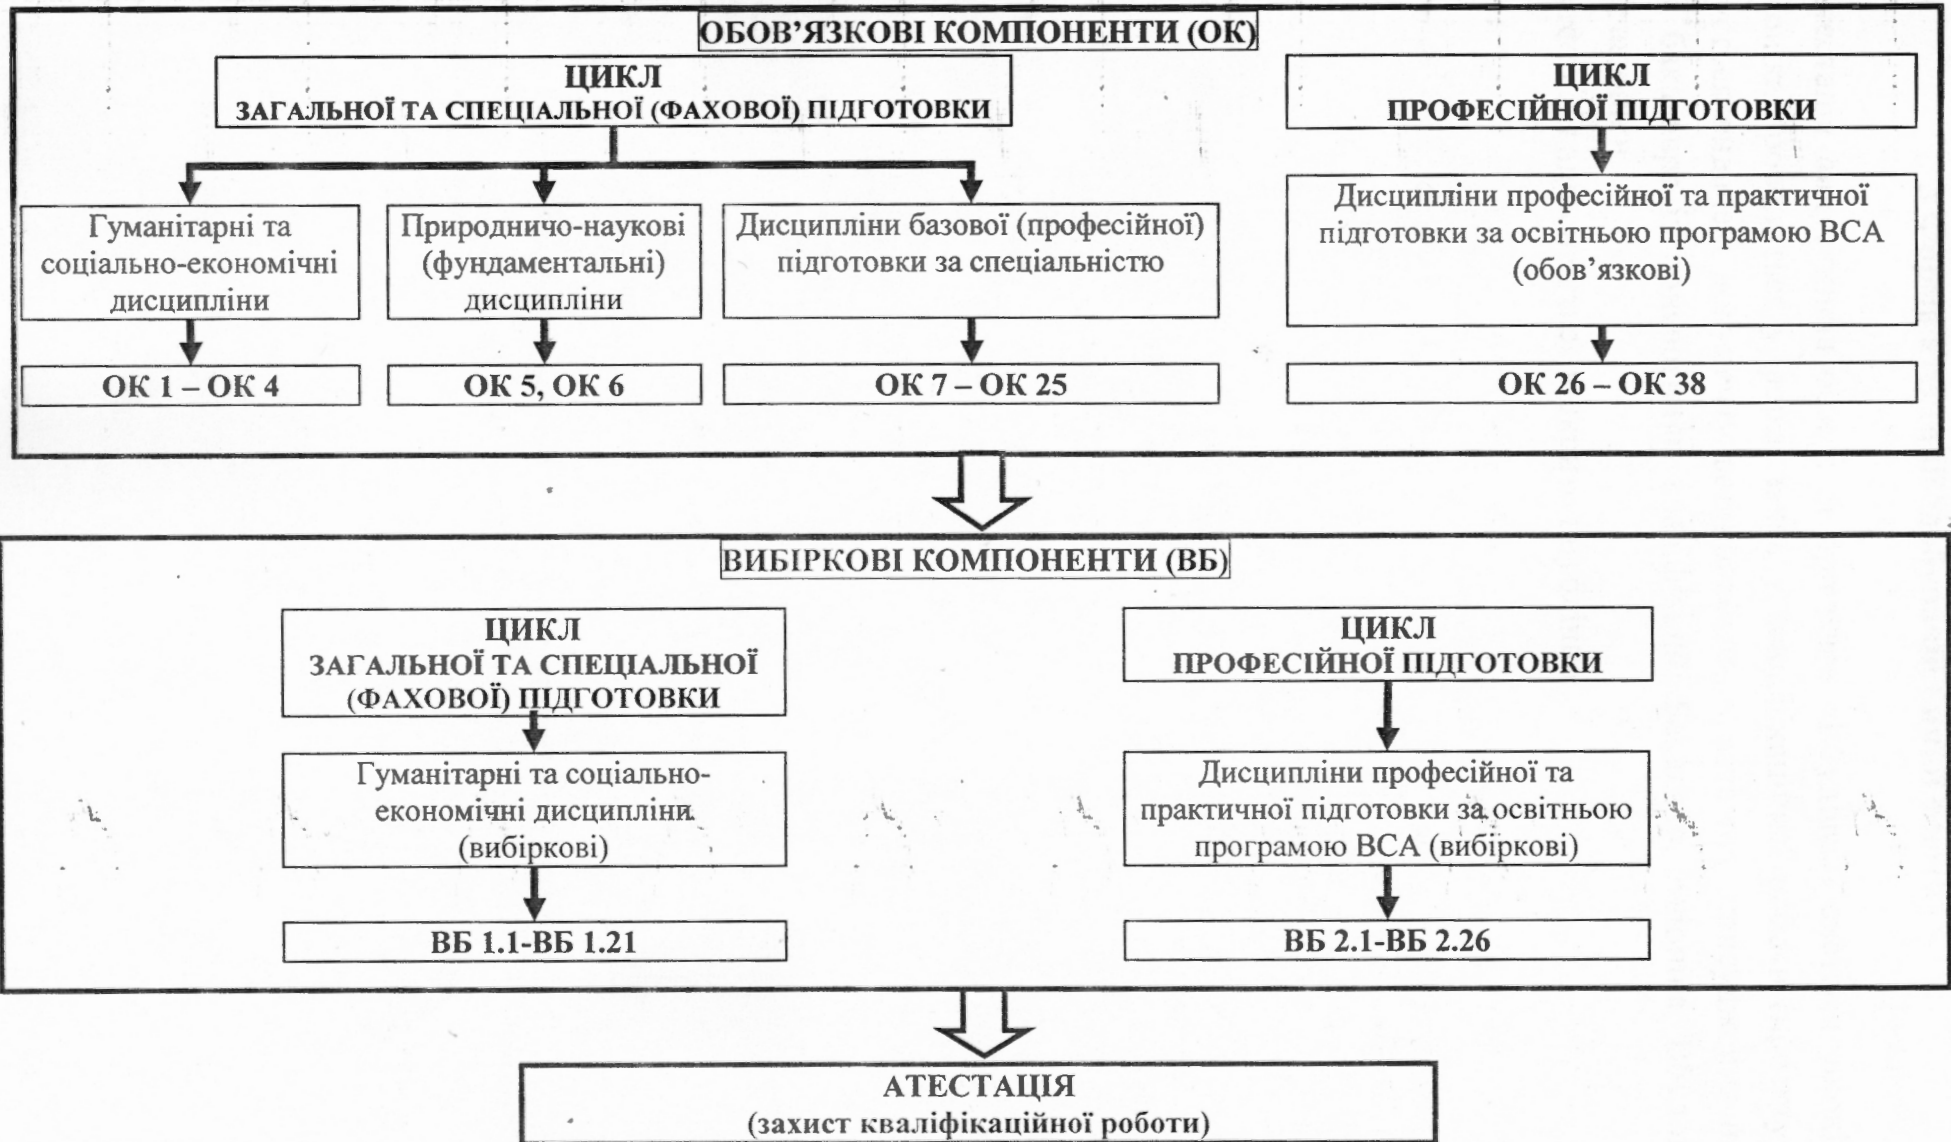 ОБОВ’ЯЗКОВІ КОМПОНЕНТИ (ОК)
ЦИКЛ
ЗАГАЛЬНОЇ ТА СПЕЦІАЛЬНОЇ (ФАХОВОЇ) ПІДГОТОВКИ
ЦИКЛ
ПРОФЕСІЙНОЇ ПІДГОТОВКИ
Гуманітарні та
соціально-економічні
дисципліни
Природничо-наукові
(фундаментальні)
дисципліни
Дисципліни базової (професійної)
підготовки за спеціальністю
Дисципліни професійної та практичної
підготовки за освітньою програмою ВСА
(обов’язкові)
ОК 1 – ОК 4
ОК 5, ОК 6
ОК 7 – ОК 25
ОК 26 – ОК 38
ВИБІРКОВІ КОМПОНЕНТИ (ВБ)
ЦИКЛ
ЗАГАЛЬНОЇ ТА СПЕЦІАЛЬНОЇ
(ФАХОВОЇ) ПІДГОТОВКИ
ЦИКЛ
ПРОФЕСІЙНОЇ ПІДГОТОВКИ
Гуманітарні та соціально-
економічні дисципліни
(вибіркові)
Дисципліни професійної та
практичної підготовки за освітньою
програмою ВСА (вибіркові)
ВБ 1.1-ВБ 1.21
ВБ 2.1-ВБ 2.26
АТЕСТАЦІЯ
(захист кваліфікаційної роботи)